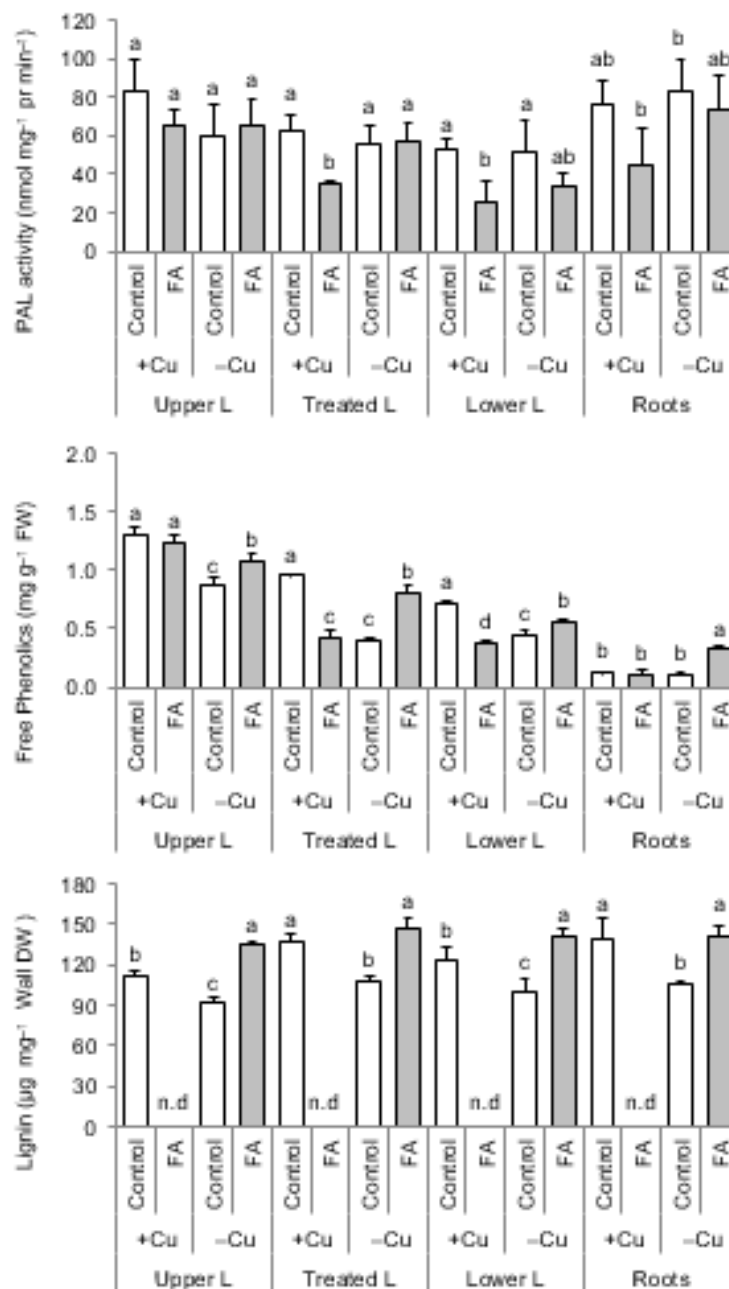 PAL activity (nmol mg⁻¹ pr min⁻¹)
120
100
80
60
40
20
0
a
a
a
a
a
b
a
a
a
b
a
ab
ab
b
b
ab
Control FA Control FA Control FA Control FA Control FA Control FA Control FA Control FA
+Cu –Cu +Cu –Cu +Cu –Cu +Cu –Cu
Upper L Treated L Lower L Roots
Free Phenolics (mg g⁻¹ FW)
2.0
1.5
1.0
0.5
0.0
a
a
c
b
a
c
c
b
a
d
c
b
b
b
b
a
Control FA Control FA Control FA Control FA Control FA Control FA Control FA Control FA
+Cu –Cu +Cu –Cu +Cu –Cu +Cu –Cu
Upper L Treated L Lower L Roots
Lignin (µg mg⁻¹ Wall DW )
180
150
120
90
60
30
0
b
n.d
c
a
a
n.d
b
a
b
n.d
c
a
a
n.d
b
a
Control FA Control FA Control FA Control FA Control FA Control FA Control FA Control FA
+Cu –Cu +Cu –Cu +Cu –Cu +Cu –Cu
Upper L Treated L Lower L Roots